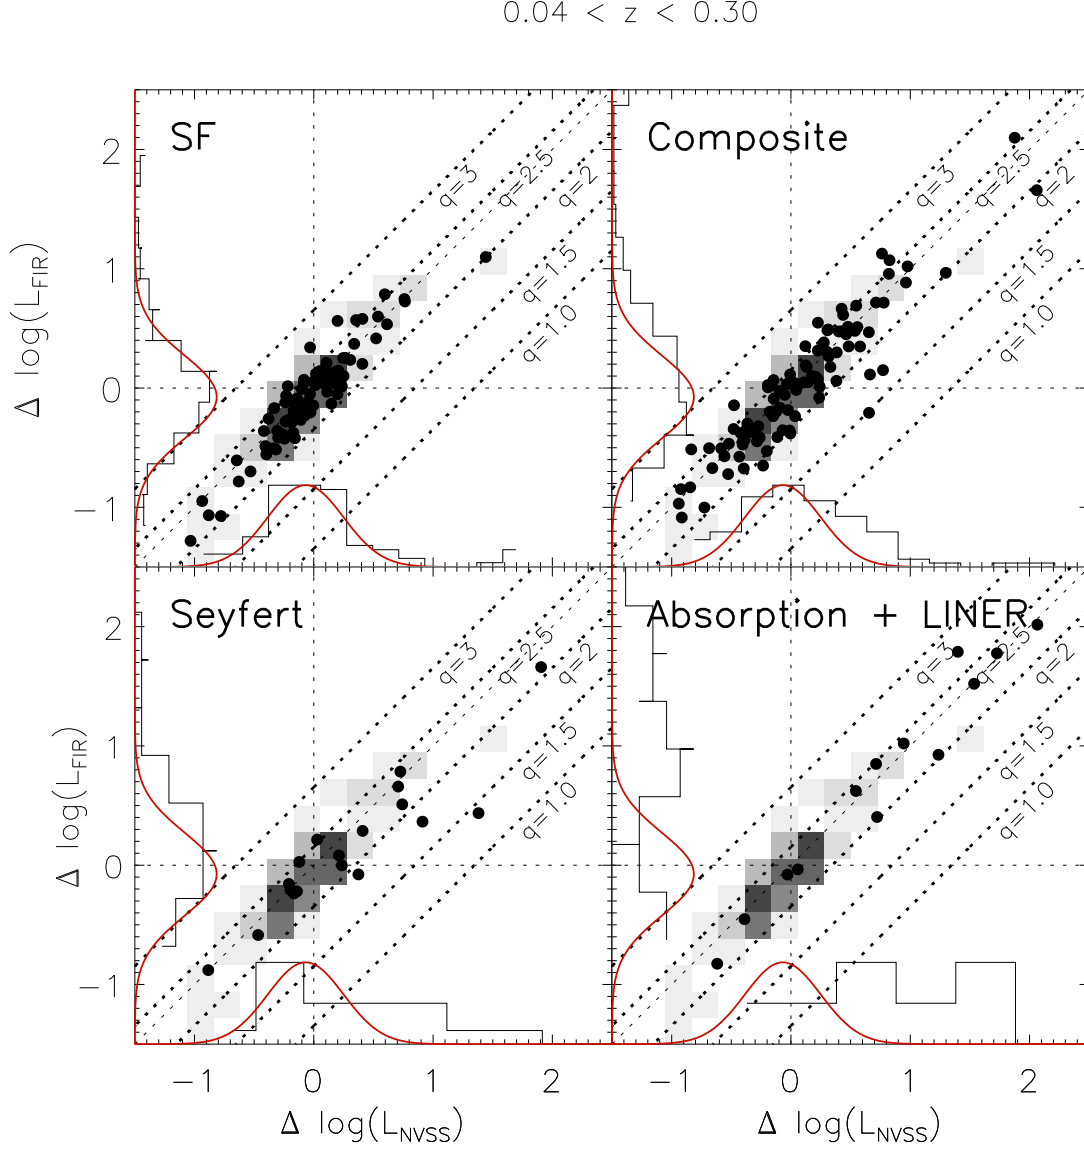 0.04 < z < 0.30
SF
Composite
q=3
q=2.5
q=2
q=1.5
q=1.0
q=3
q=2.5
q=2
q=1.5
q=1.0
2
1
0
-1
Δ log(L_FIR)
Seyfert
Absorption + LINER
q=3
q=2.5
q=2
q=1.5
q=1.0
q=3
q=2.5
q=2
q=1.5
q=1.0
2
1
0
-1
Δ log(L_FIR)
-1 0 1 2 -1 0 1 2
Δ log(L_NVSS) Δ log(L_NVSS)